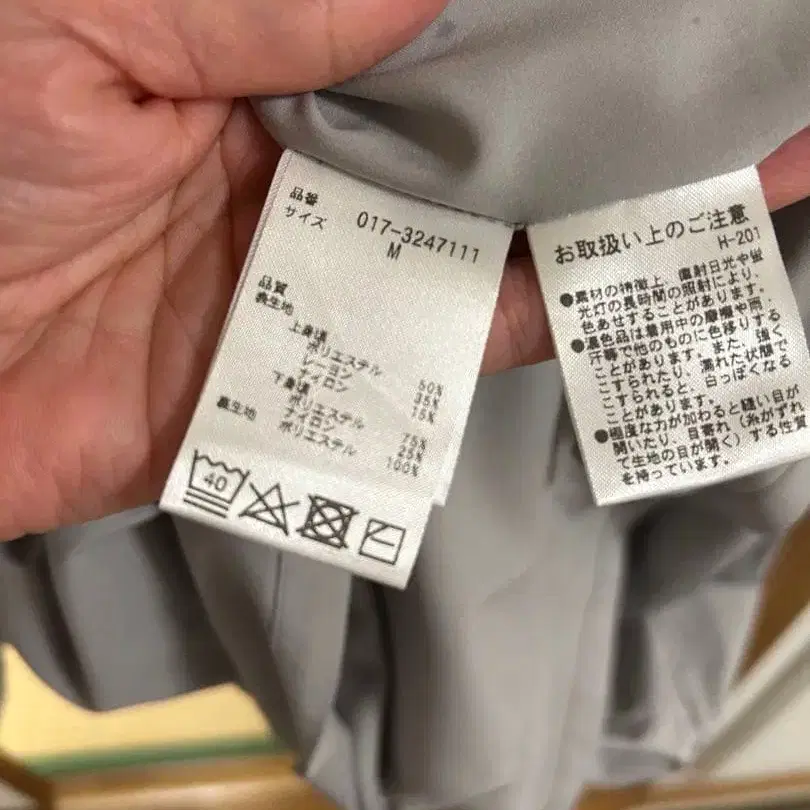 品番 017-3247111
サイズ M
品質
表生地
上身頃
ポリエステル 50%
レーヨン 35%
ナイロン 15%
下身頃
ポリエステル 75%
ナイロン 25%
裏生地 ポリエステル 100%
40
お取扱い上のご注意
H-201
●素材の特徴上、直射日光や蛍
光灯の長時間の照射により、
色あせすることがあります。
●濃色品は着用中の摩擦や雨、
汗等で他のものに色移りする
ことがあります。また、強く
こすられたり、濡れた状態で
こすられると、白っぽくなる
ことがあります。
●極度な力が加わると縫い目が
開いたり、目寄れ(糸がずれ
て生地の目が開く)する性質
を持っています。